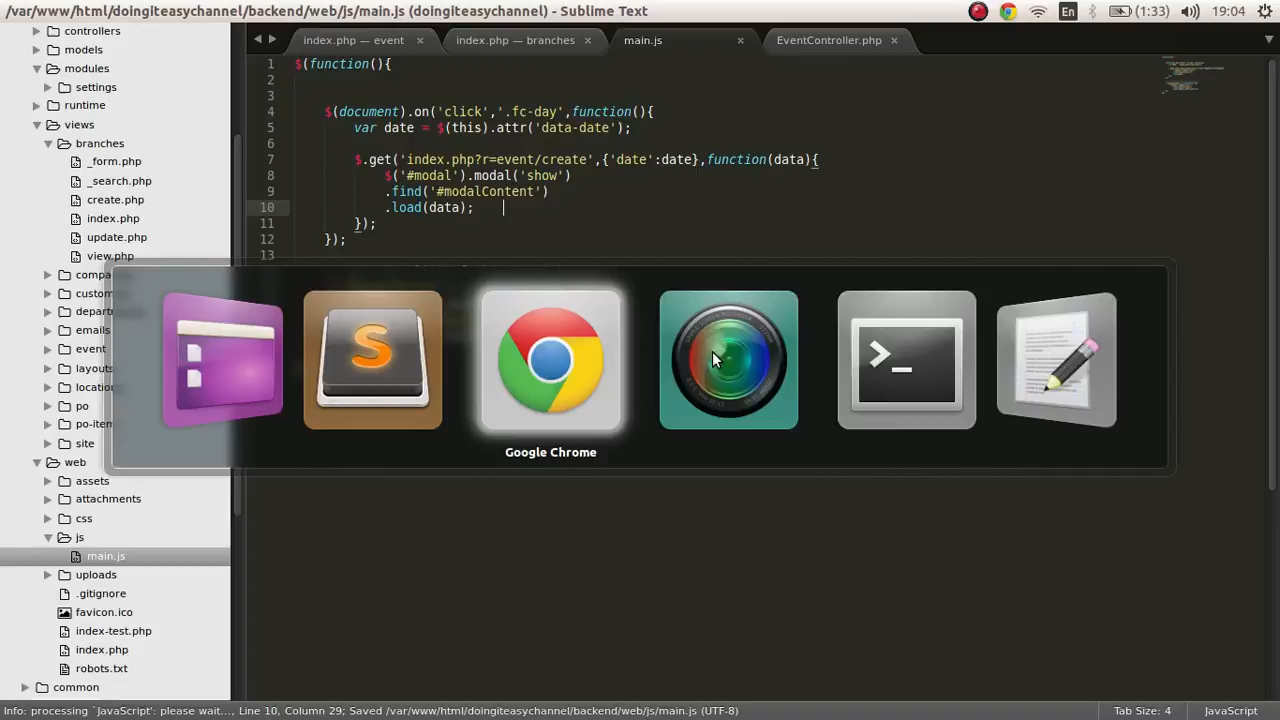 /var/www/html/doingiteasychannel/backend/web/js/main.js (doingiteasychannel) - Sublime Text
En
(1:33)
19:04
controllers
models
modules
settings
runtime
views
branches
_form.php
_search.php
create.php
index.php
update.php
view.php
compa
custom
depart
emails
event
layouts
locatio
po
po-item
site
web
assets
attachments
css
js
main.js
uploads
.gitignore
favicon.ico
index-test.php
index.php
robots.txt
common
index.php — event
index.php — branches
main.js
EventController.php
1 $(function(){
2
3
4 $(document).on('click','.fc-day',function(){
5 var date = $(this).attr('data-date');
6
7 $.get('index.php?r=event/create',{'date':date},function(data){
8 $('#modal').modal('show')
9 .find('#modalContent')
10 .load(data);
11 });
12 });
13
S
>_
Google Chrome
Info: processing `JavaScript': please wait..., Line 10, Column 29; Saved /var/www/html/doingiteasychannel/backend/web/js/main.js (UTF-8)
Tab Size: 4
JavaScript